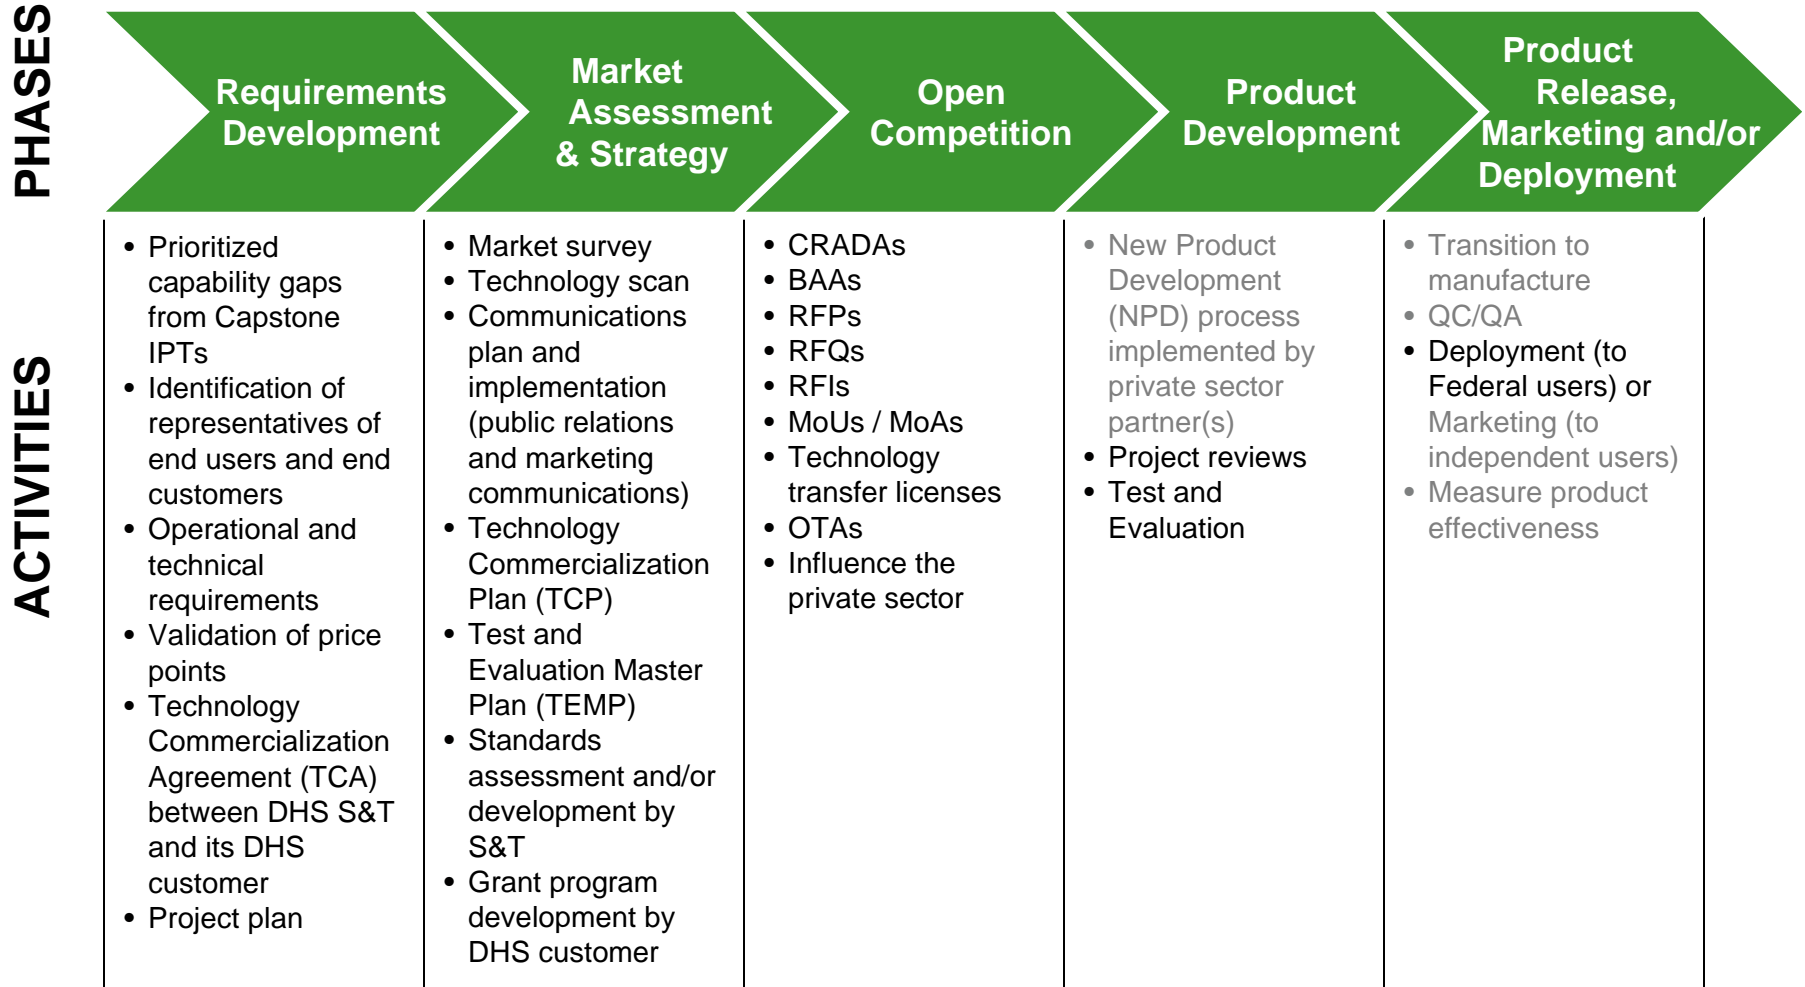 PHASES
Requirements
Development
Market
Assessment
& Strategy
Open
Competition
Product
Development
Product
Release,
Marketing and/or
Deployment
ACTIVITIES
• Prioritized
capability gaps
from Capstone
IPTs
• Identification of
representatives of
end users and end
customers
• Operational and
technical
requirements
• Validation of price
points
• Technology
Commercialization
Agreement (TCA)
between DHS S&T
and its DHS
customer
• Project plan
• Market survey
• Technology scan
• Communications
plan and
implementation
(public relations
and marketing
communications)
• Technology
Commercialization
Plan (TCP)
• Test and
Evaluation Master
Plan (TEMP)
• Standards
assessment and/or
development by
S&T
• Grant program
development by
DHS customer
• CRADAs
• BAAs
• RFPs
• RFQs
• RFIs
• MoUs / MoAs
• Technology
transfer licenses
• OTAs
• Influence the
private sector
• New Product
Development
(NPD) process
implemented by
private sector
partner(s)
• Project reviews
• Test and
Evaluation
• Transition to
manufacture
• QC/QA
• Deployment (to
Federal users) or
Marketing (to
independent users)
• Measure product
effectiveness